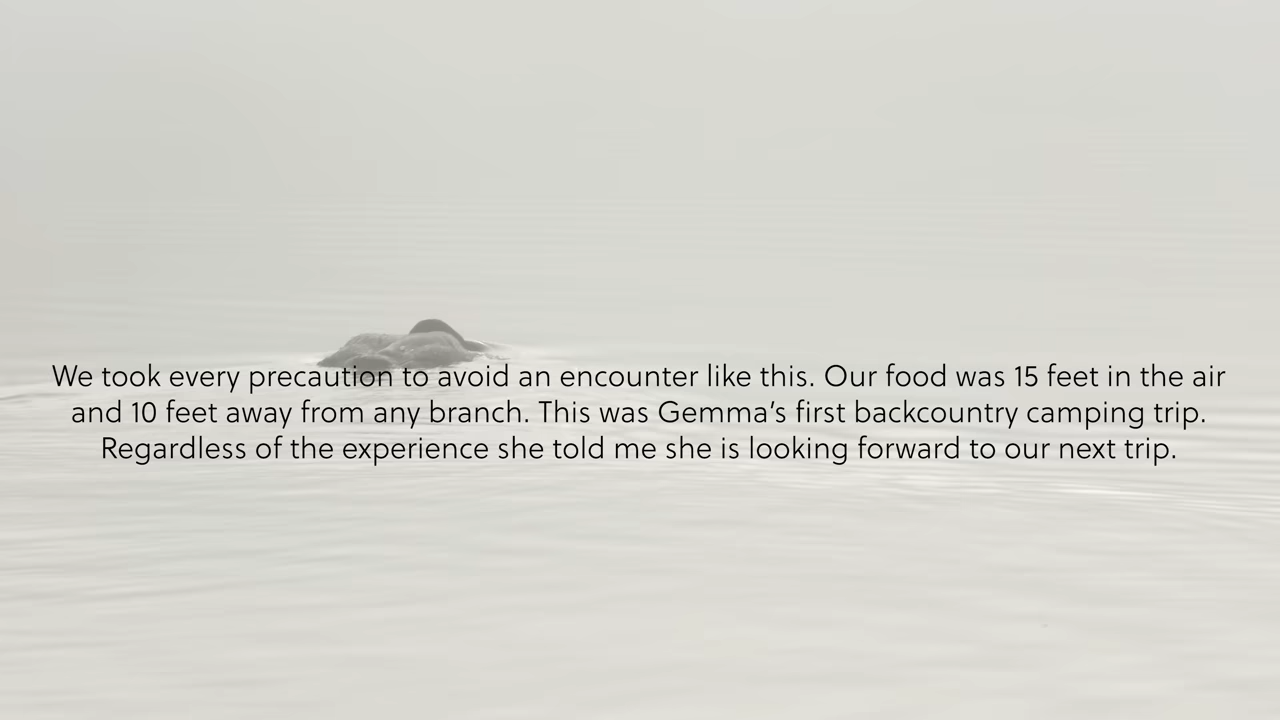 We took every precaution to avoid an encounter like this. Our food was 15 feet in the air
and 10 feet away from any branch. This was Gemma’s first backcountry camping trip.
Regardless of the experience she told me she is looking forward to our next trip.